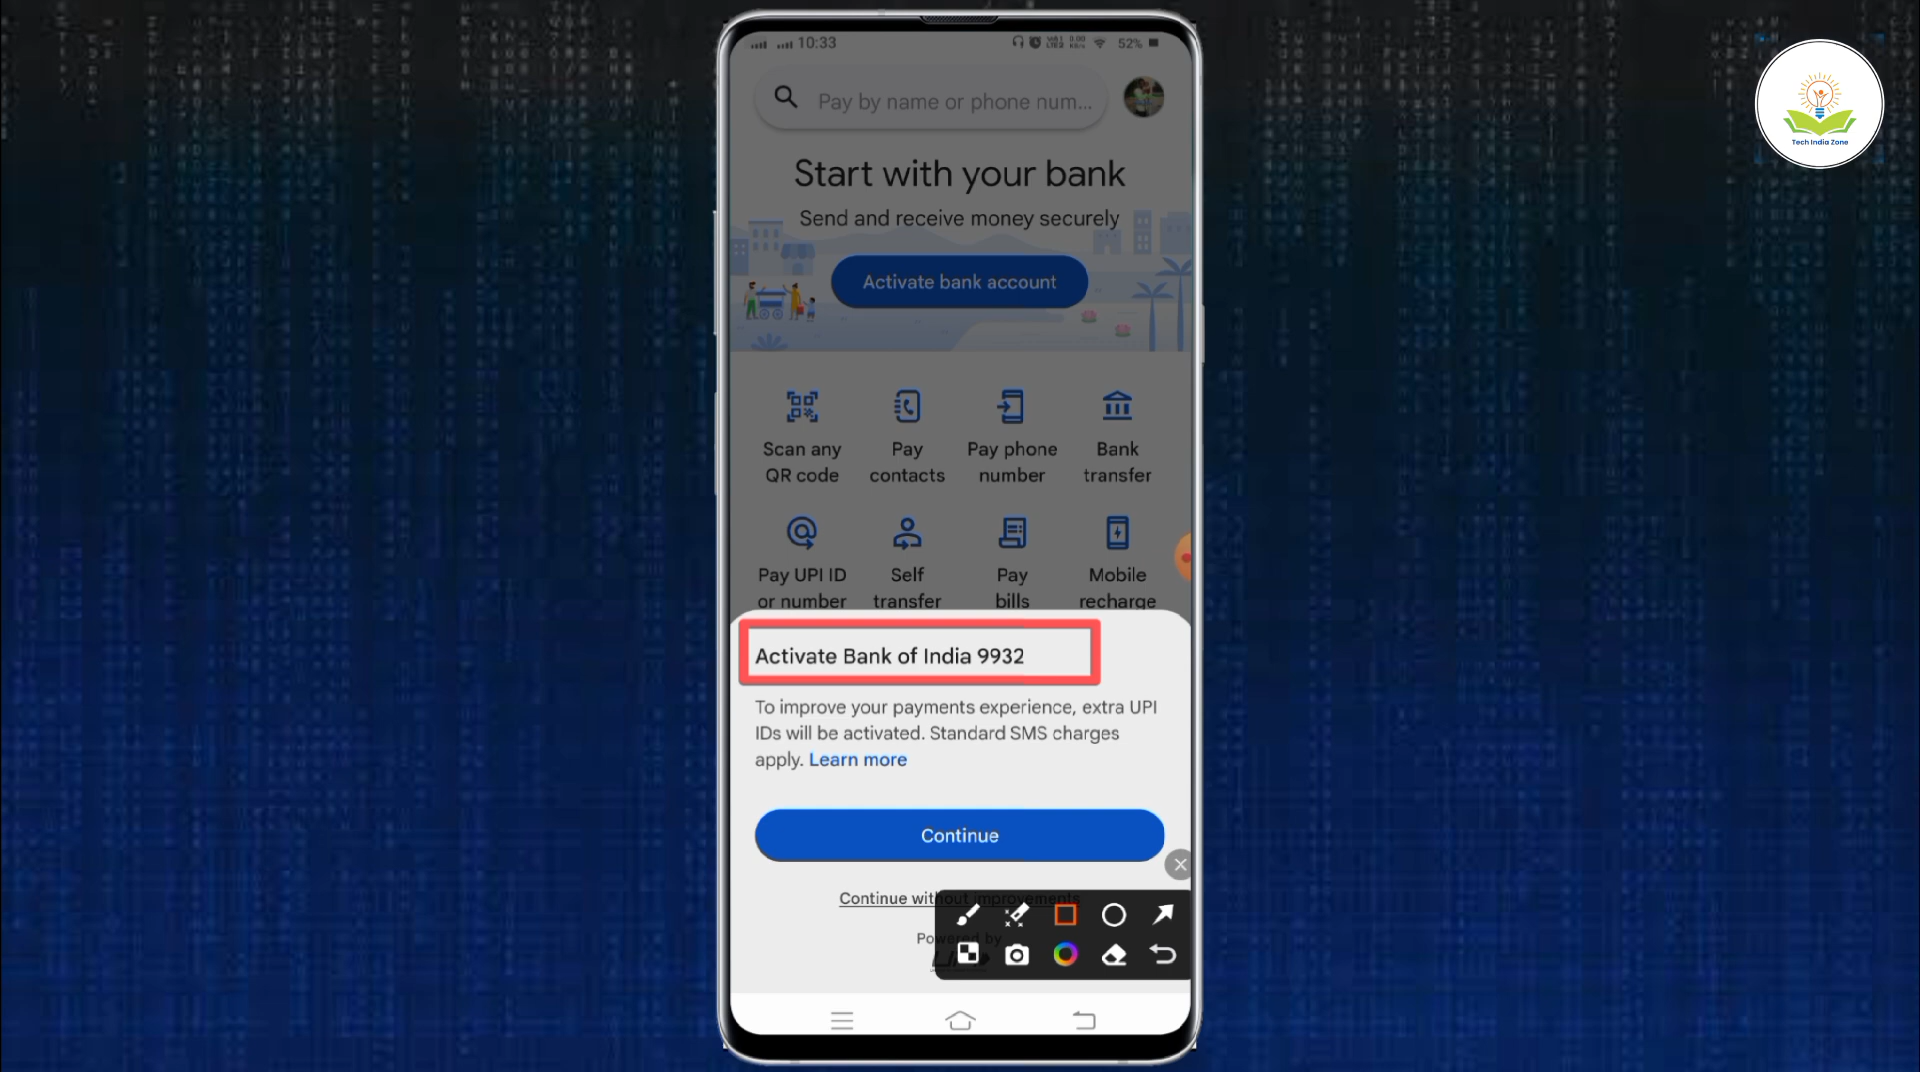 10:33
52%
Pay by name or phone num...
Tech India Zone
Start with your bank
Send and receive money securely
Activate bank account
Scan any
QR code
Pay
contacts
Pay phone
number
Bank
transfer
Pay UPI ID
or number
Self
transfer
Pay
bills
Mobile
recharge
Activate Bank of India 9932
To improve your payments experience, extra UPI
IDs will be activated. Standard SMS charges
apply. Learn more
Continue
Continue without improvements
Powered by